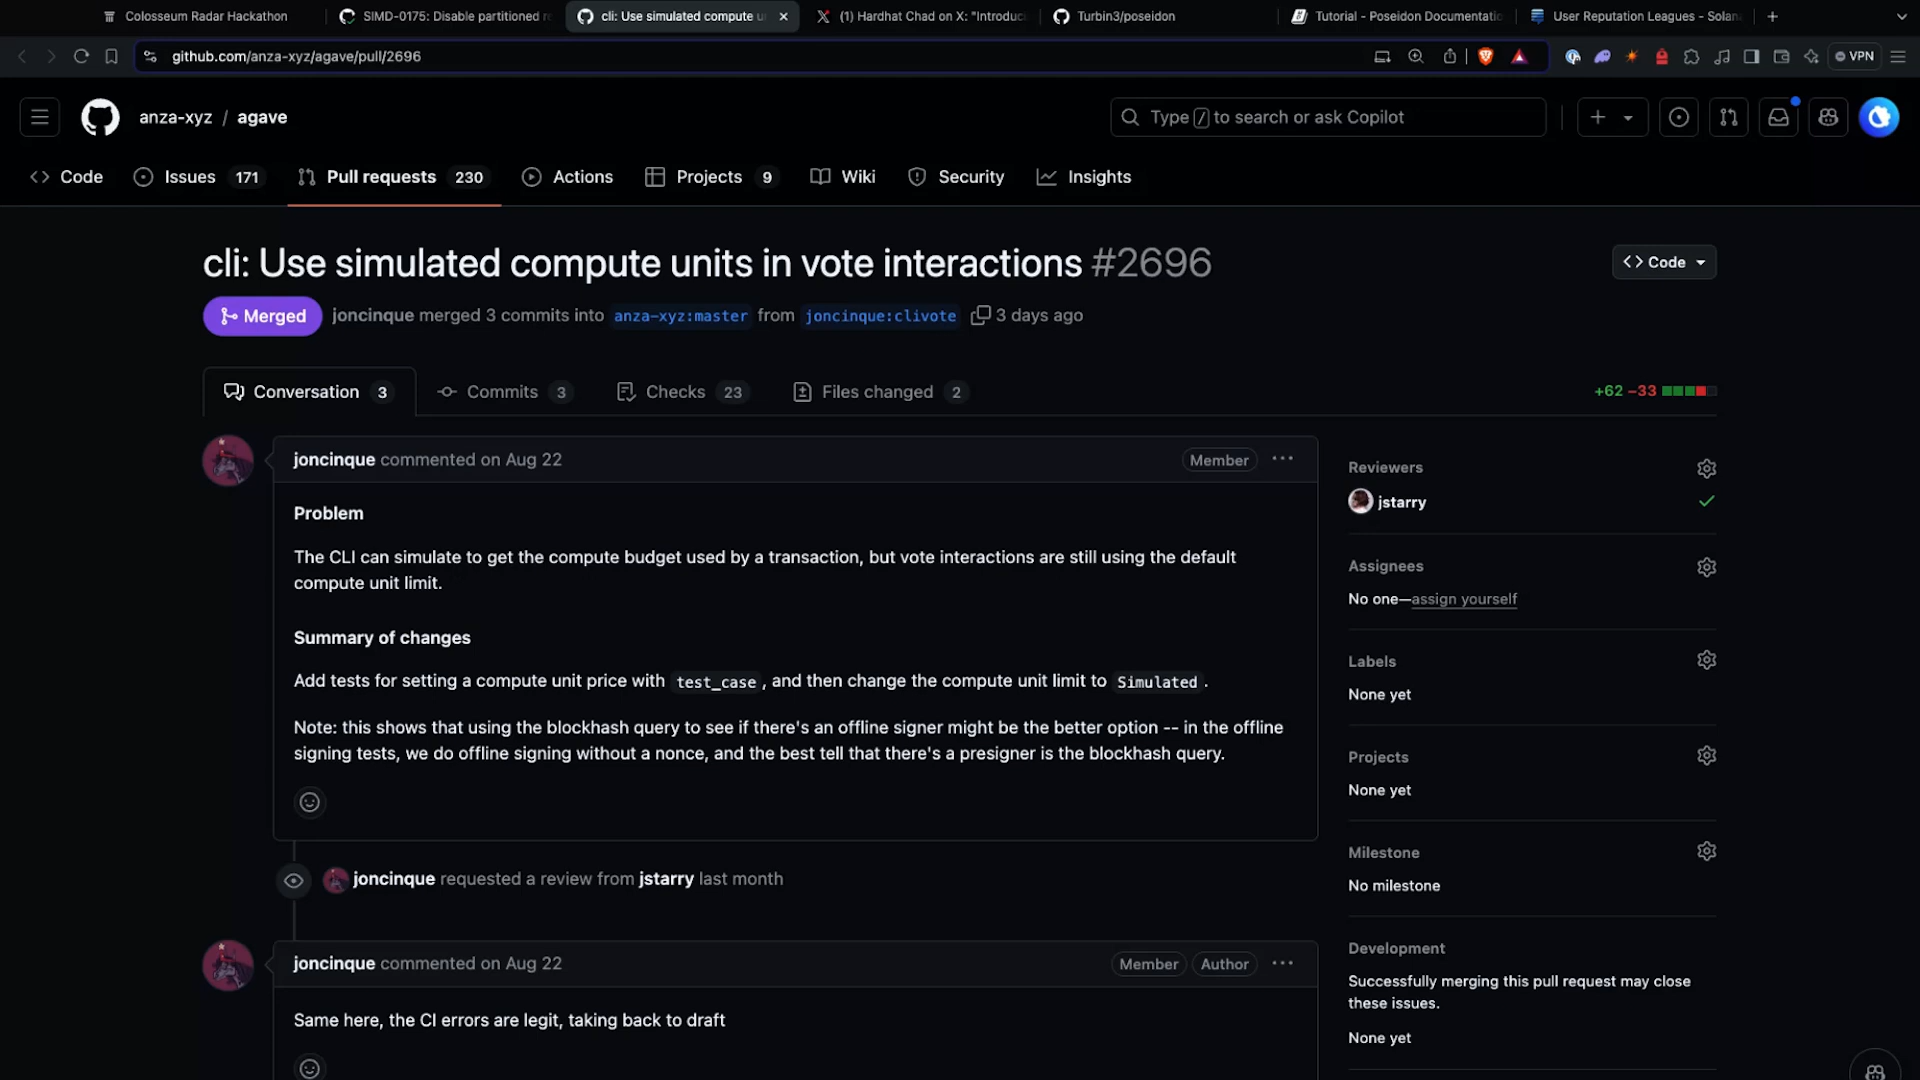 Colosseum Radar Hackathon
SIMD-0175: Disable partitioned re
cli: Use simulated compute u
(1) Hardhat Chad on X: "Introduci
Turbin3/poseidon
Tutorial - Poseidon Documentatio
User Reputation Leagues - Solana
github.com/anza-xyz/agave/pull/2696
VPN
anza-xyz / agave
Type / to search or ask Copilot
Code
Issues 171
Pull requests 230
Actions
Projects 9
Wiki
Security
Insights
cli: Use simulated compute units in vote interactions #2696
Code
Merged joncinque merged 3 commits into anza-xyz:master from joncinque:clivote 3 days ago
Conversation 3
Commits 3
Checks 23
Files changed 2
+62 −33
joncinque commented on Aug 22
Member
Problem
The CLI can simulate to get the compute budget used by a transaction, but vote interactions are still using the default
compute unit limit.
Summary of changes
Add tests for setting a compute unit price with test_case, and then change the compute unit limit to Simulated.
Note: this shows that using the blockhash query to see if there's an offline signer might be the better option -- in the offline
signing tests, we do offline signing without a nonce, and the best tell that there's a presigner is the blockhash query.
joncinque requested a review from jstarry last month
joncinque commented on Aug 22
Member
Author
Same here, the CI errors are legit, taking back to draft
Reviewers
jstarry
Assignees
No one—assign yourself
Labels
None yet
Projects
None yet
Milestone
No milestone
Development
Successfully merging this pull request may close
these issues.
None yet